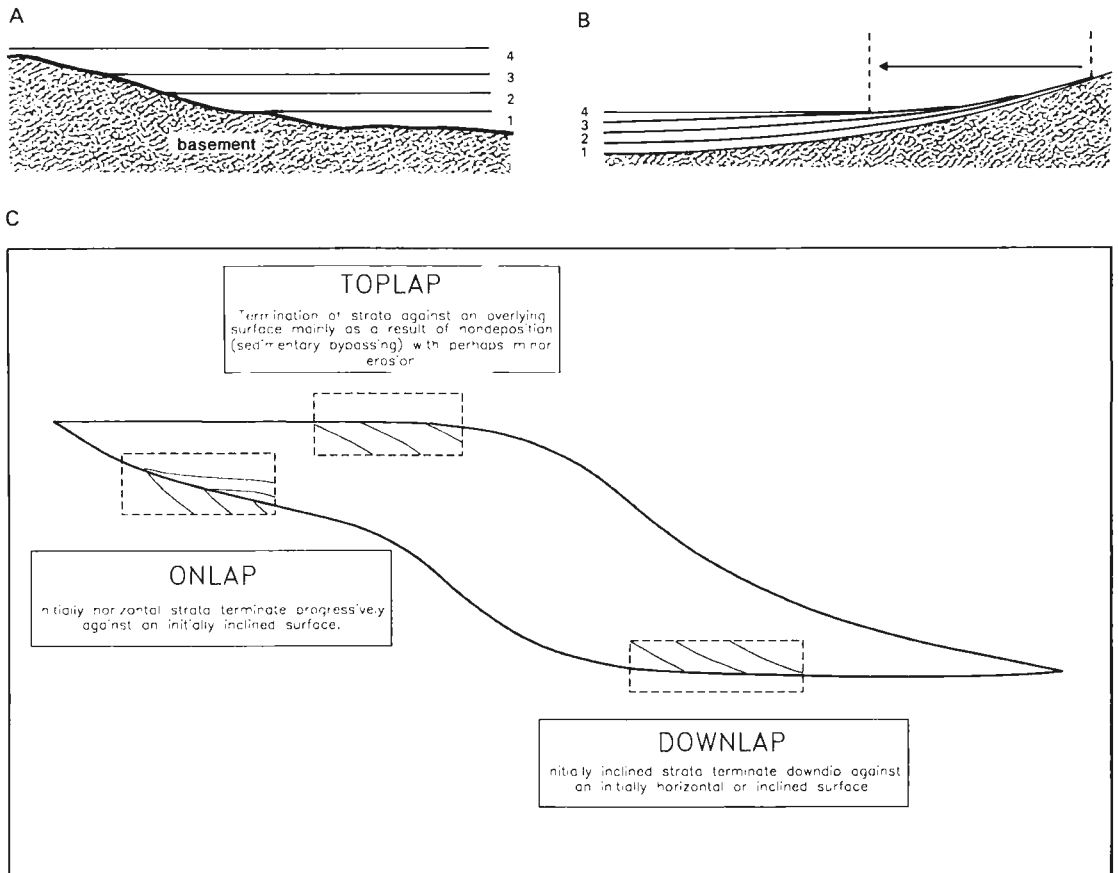 A
4
3
2
1
basement
B
4
3
2
1
C
TOPLAP
Termination of strata against an overlying
surface mainly as a result of nondeposition
(sedimentary bypassing) with perhaps minor
erosion
ONLAP
nitially horizontal strata terminate progressively
against an initially inclined surface.
DOWNLAP
nitially inclined strata terminate downdip against
an initially horizontal or inclined surface